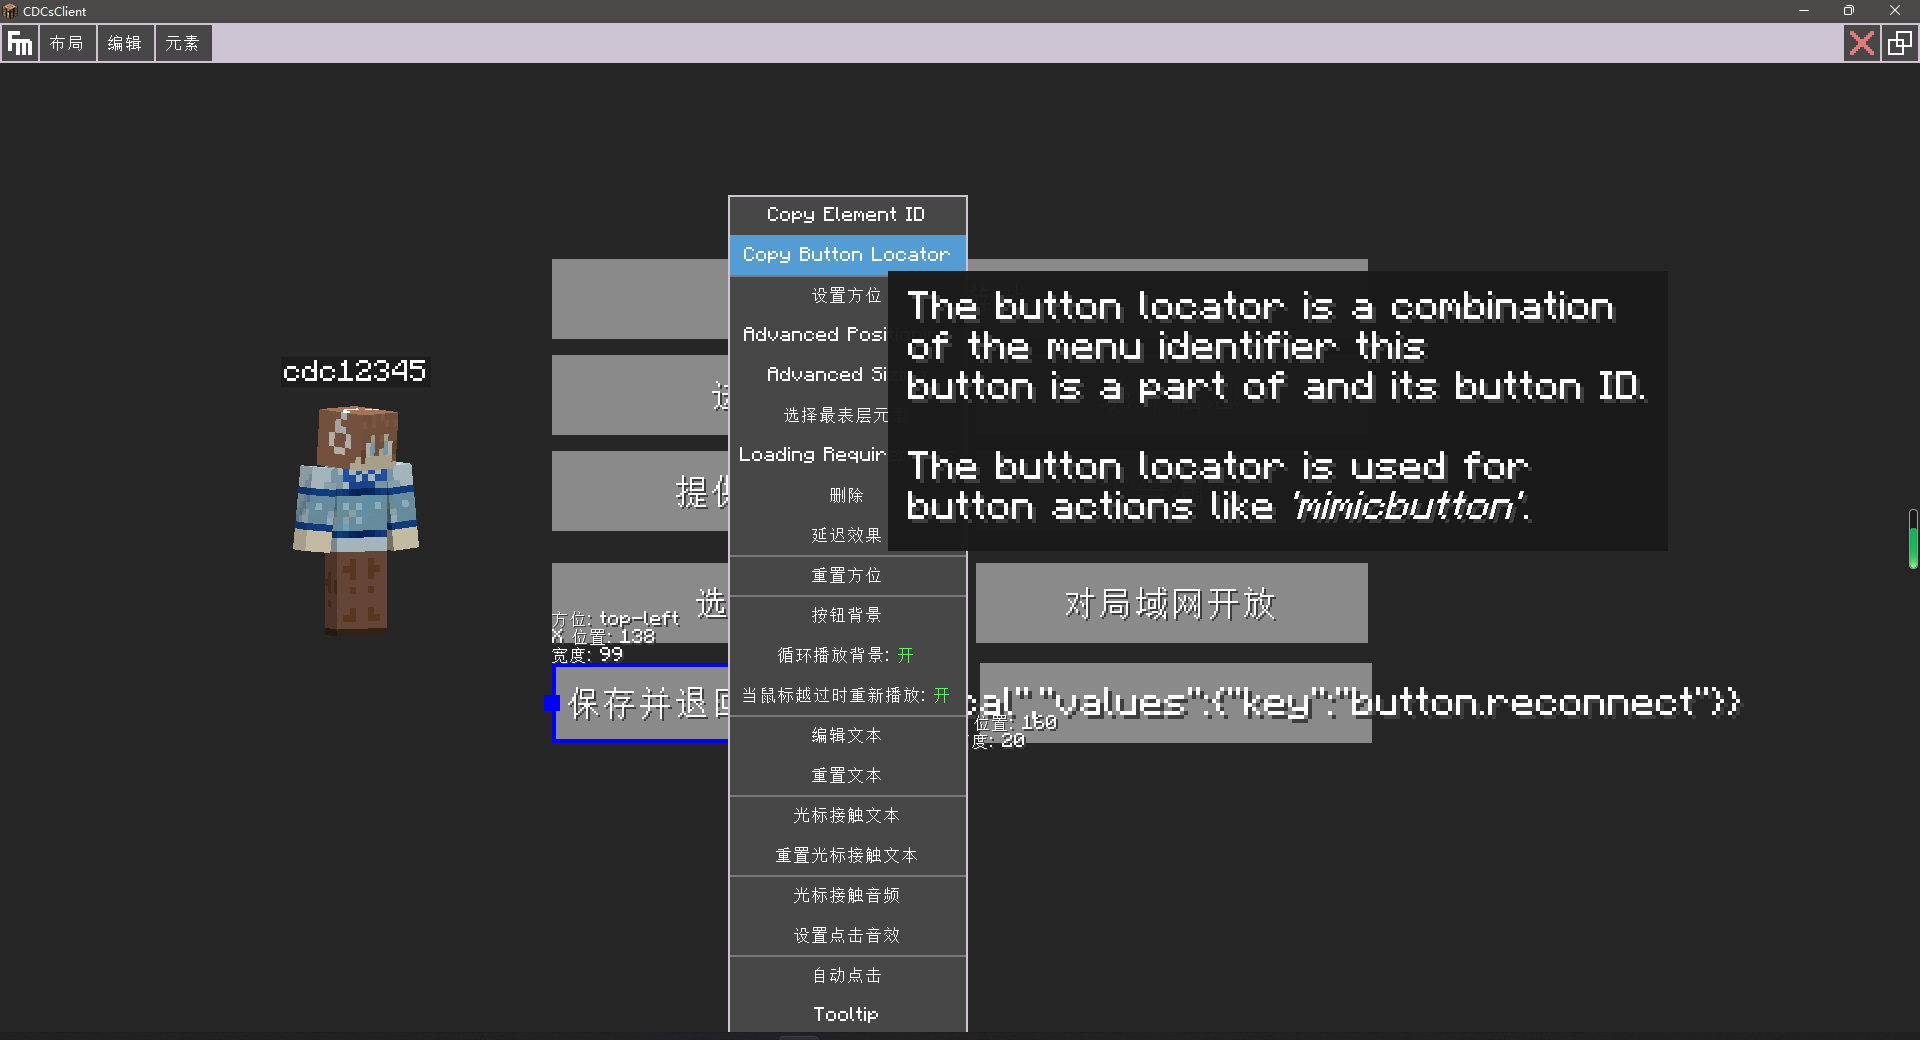 CDCsClient
布局
编辑
元素
cdc12345
Copy Element ID
Copy Button Locator
设置方位
Advanced Posi
Advanced Si
选择最表层元
Loading Requir
删除
延迟效果
重置方位
按钮背景
循环播放背景: 开
当鼠标越过时重新播放: 开
编辑文本
重置文本
光标接触文本
重置光标接触文本
光标接触音频
设置点击音效
自动点击
Tooltip
The button locator is a combination
of the menu identifier this
button is a part of and its button ID.
The button locator is used for
button actions like 'mimicbutton'.
提供
选
对局域网开放
方位: top-left
X 位置: 138
宽度: 99
保存并退回
cal","values":{"key":"button.reconnect"}}
位置: 160
度: 20